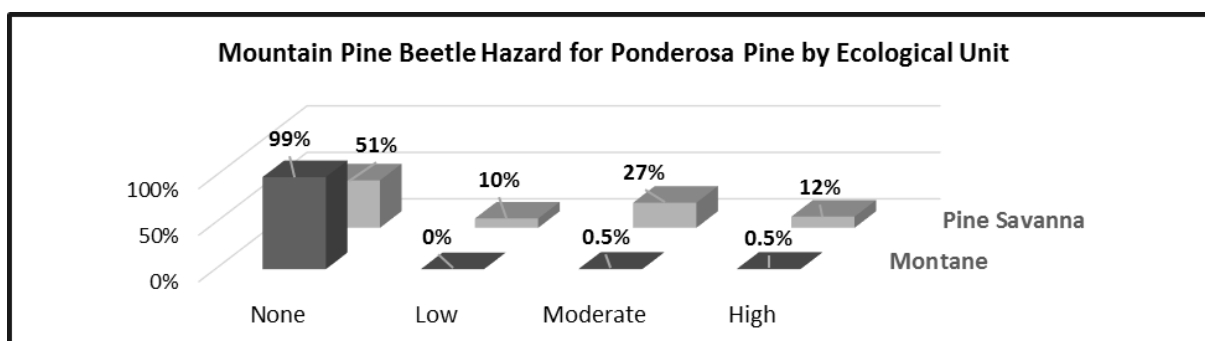 Mountain Pine Beetle Hazard for Ponderosa Pine by Ecological Unit
99%
51%
10%
27%
12%
100%
50%
0%
0%
0.5%
0.5%
Pine Savanna
Montane
None
Low
Moderate
High